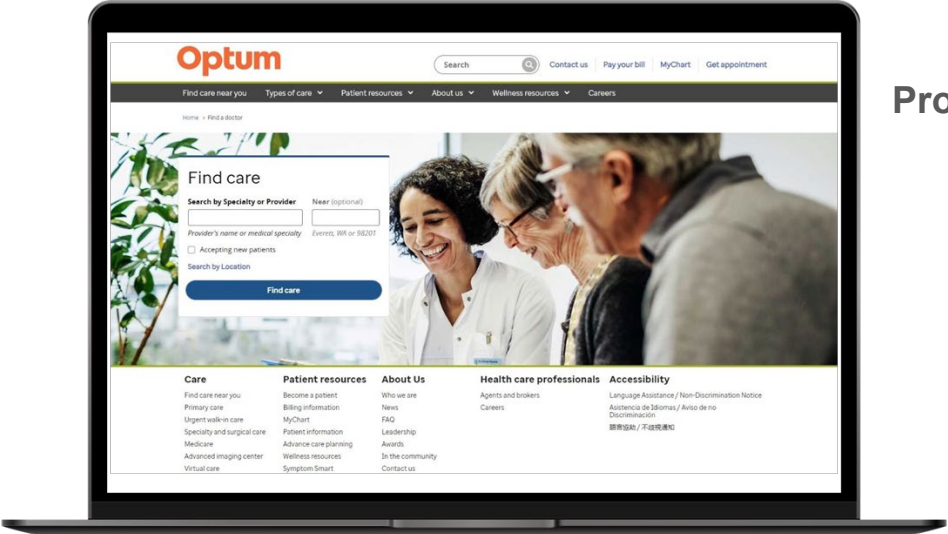 Optum
Search
Contact us
Pay your bill
MyChart
Get appointment
Find care near you
Types of care
Patient resources
About us
Wellness resources
Careers
Home > Find a doctor
Pro
Find care
Search by Specialty or Provider
Near (optional)
Provider's name or medical specialty
Everett, WA or 98201
Accepting new patients
Search by Location
Find care
Care
Find care near you
Primary care
Urgent walk-in care
Specialty and surgical care
Medicare
Advanced imaging center
Virtual care
Patient resources
Become a patient
Billing information
MyChart
Patient information
Advance care planning
Wellness resources
Symptom Smart
About Us
Who we are
News
FAQ
Leadership
Awards
In the community
Contact us
Health care professionals
Agents and brokers
Careers
Accessibility
Language Assistance / Non-Discrimination Notice
Asistencia de Idiomas / Aviso de no
Discriminación